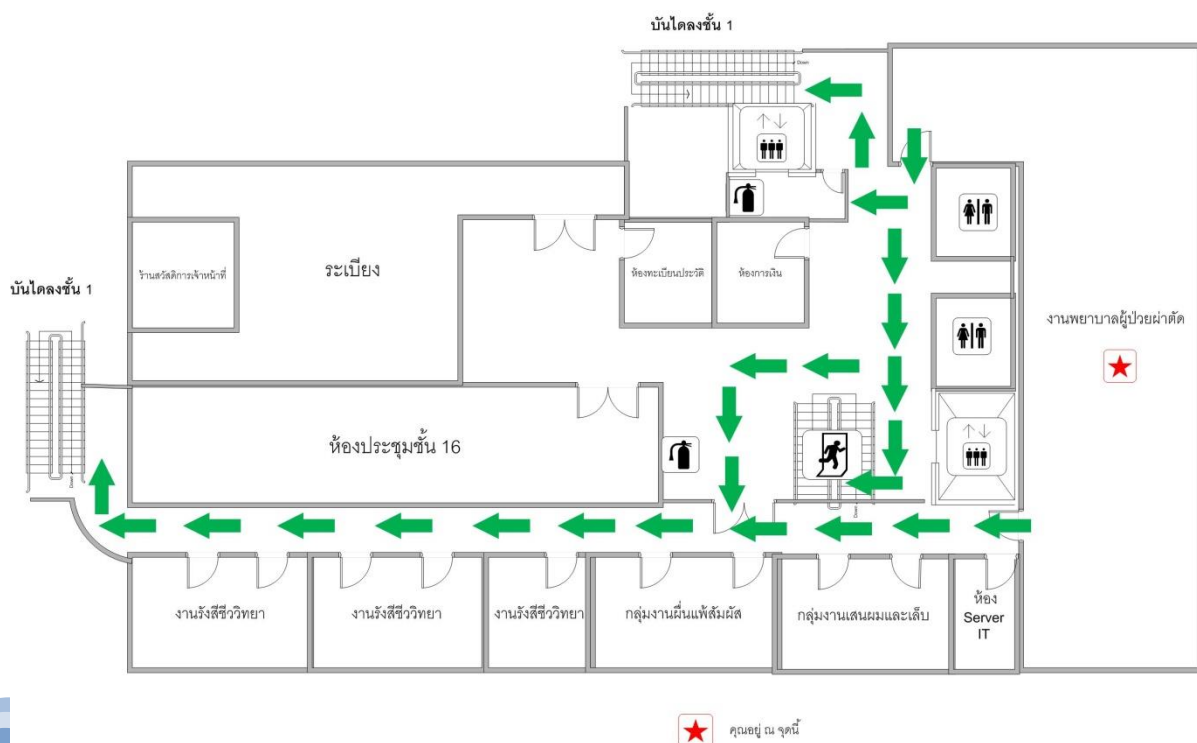 บันไดลงชั้น 1
Down
ร้านสวัสดิการเจ้าหน้าที่
ระเบียง
ห้องทะเบียนประวัติ
ห้องการเงิน
บันไดลงชั้น 1
งานพยาบาลผู้ป่วยผ่าตัด
ห้องประชุมชั้น 16
Down
Down
งานรังสีชีววิทยา
งานรังสีชีววิทยา
งานรังสีชีววิทยา
กลุ่มงานผื่นแพ้สัมผัส
กลุ่มงานเสนผมและเล็บ
ห้อง
Server
IT
คุณอยู่ ณ จุดนี้